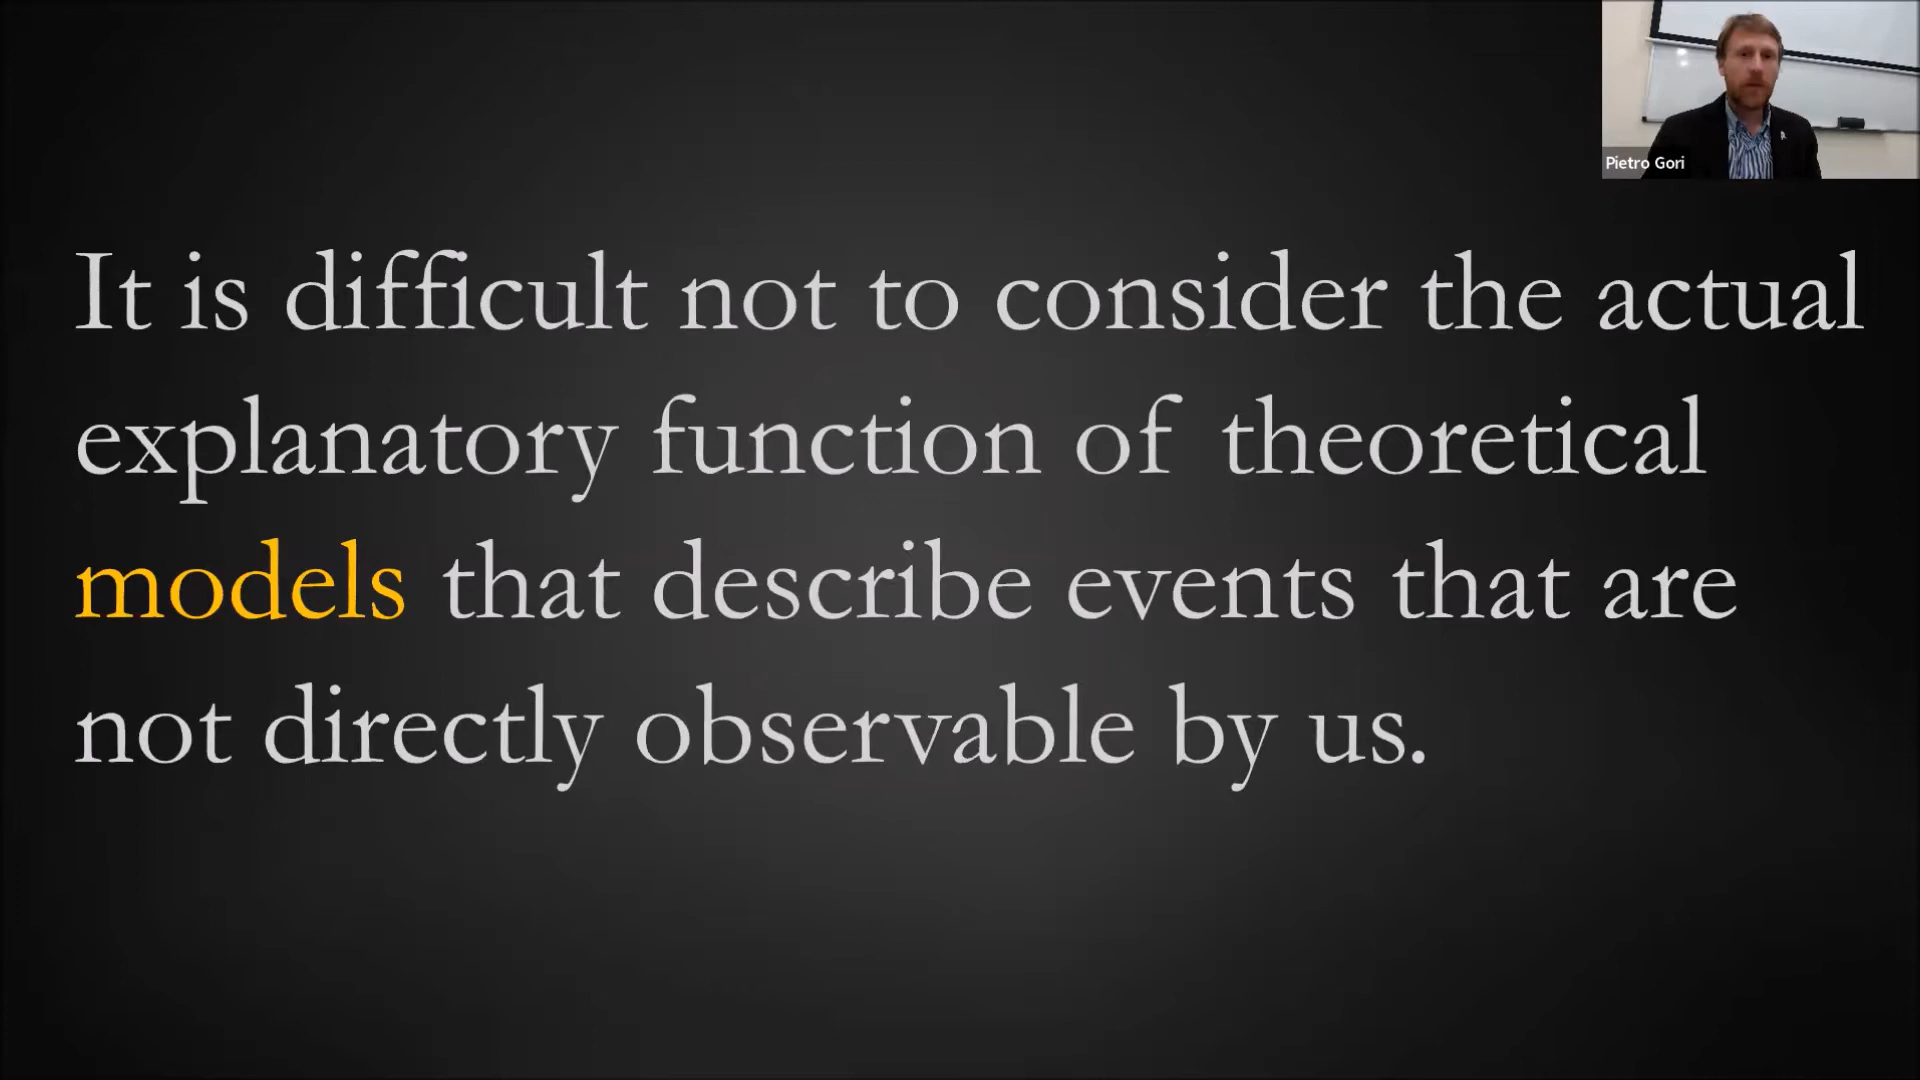 Pietro Gori
It is difficult not to consider the actual
explanatory function of theoretical
models that describe events that are
not directly observable by us.